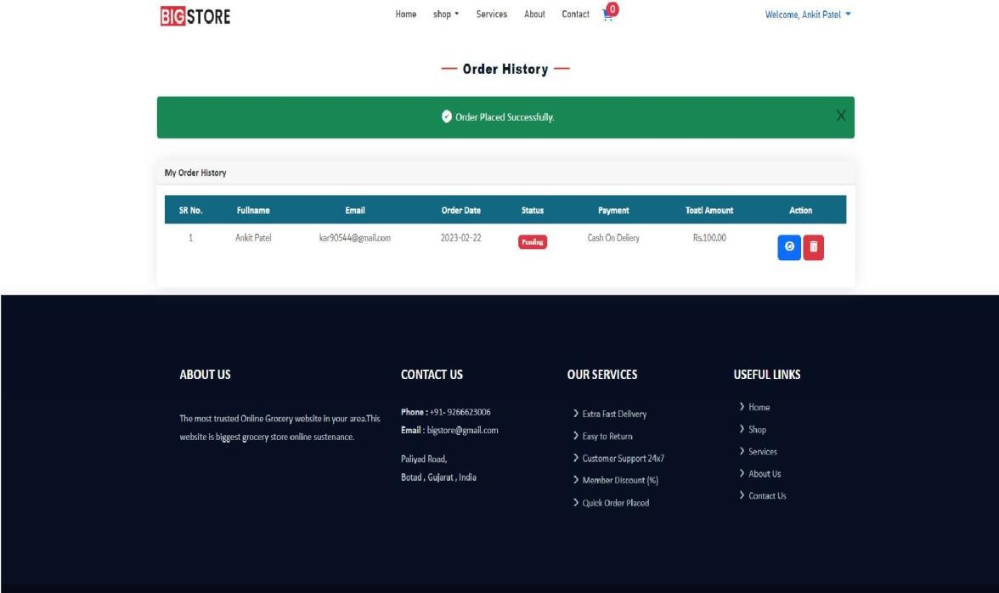 BIGSTORE
Home shop Services About Contact 0
Welcome, Ankit Patel
Order History
Order Placed Successfully.
X
My Order History
SR No. Fullname Email Order Date Status Payment Toatl Amount Action
1 Ankit Patel kar90544@gmail.com 2023-02-22 Pending Cash On Deliery Rs.100.00
ABOUT US
The most trusted Online Grocery website in your area.This
website is biggest grocery store online sustenance.
CONTACT US
Phone : +91- 9266623006
Email : bigstore@gmail.com
Paliyad Road,
Botad , Gujarat , India
OUR SERVICES
Extra Fast Delivery
Easy to Return
Customer Support 24x7
Member Discount (%)
Quick Order Placed
USEFUL LINKS
Home
Shop
Services
About Us
Contact Us